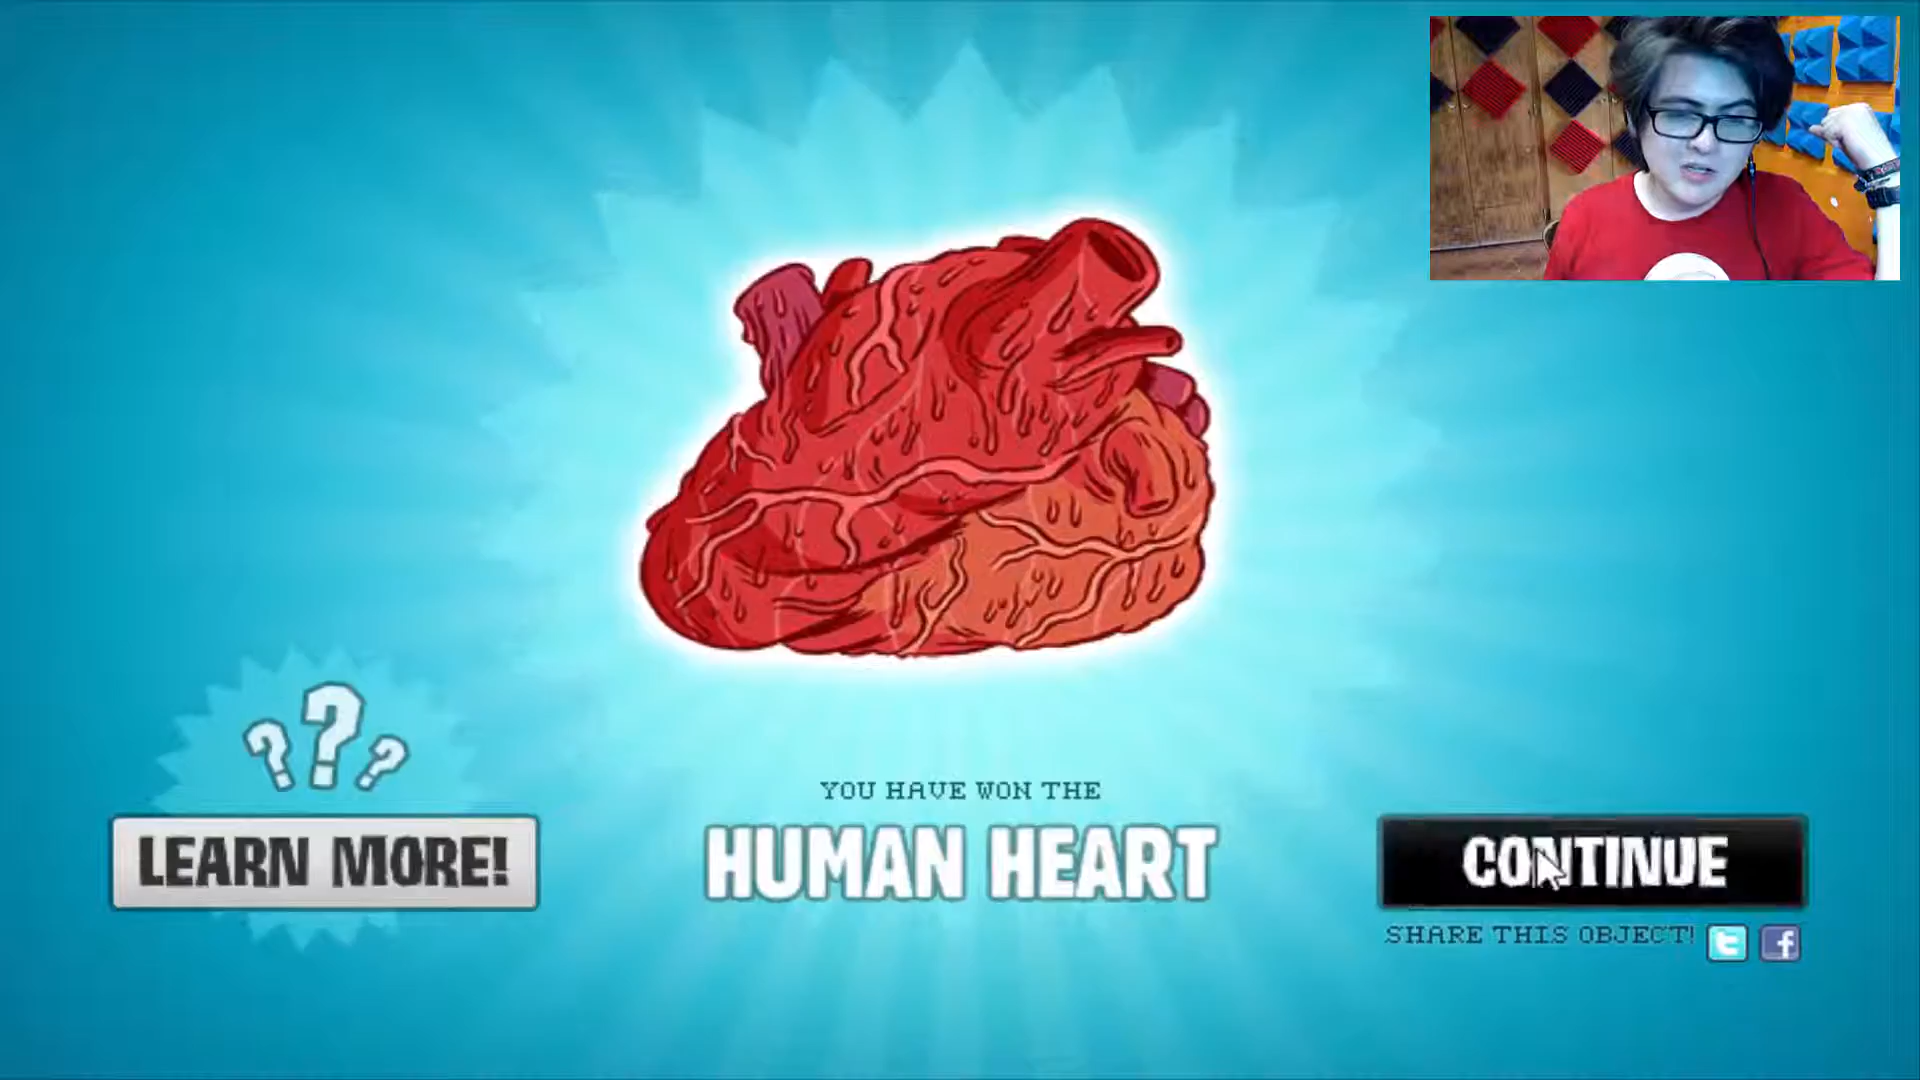 ? ? ?
LEARN MORE!
YOU HAVE WON THE
HUMAN HEART
CONTINUE
SHARE THIS OBJECT!
t f